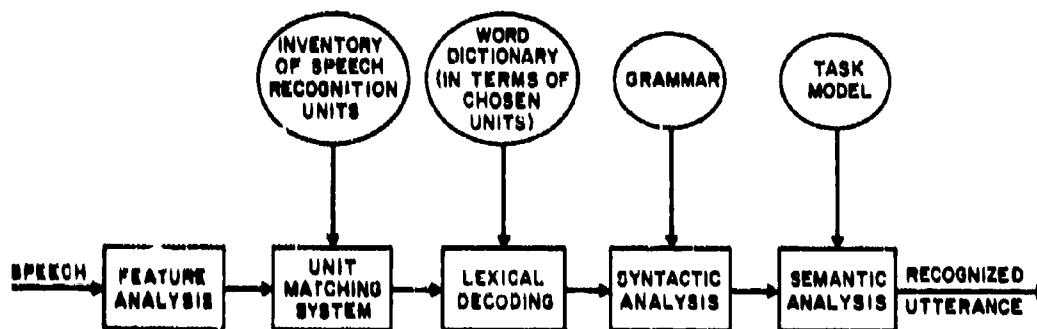 INVENTORY
OF SPEECH
RECOGNITION
UNITS
WORD
DICTIONARY
(IN TERMS OF
CHOSEN
UNITS)
GRAMMAR
TASK
MODEL
SPEECH
FEATURE
ANALYSIS
UNIT
MATCHING
SYSTEM
LEXICAL
DECODING
SYNTACTIC
ANALYSIS
SEMANTIC
ANALYSIS
RECOGNIZED
UTTERANCE